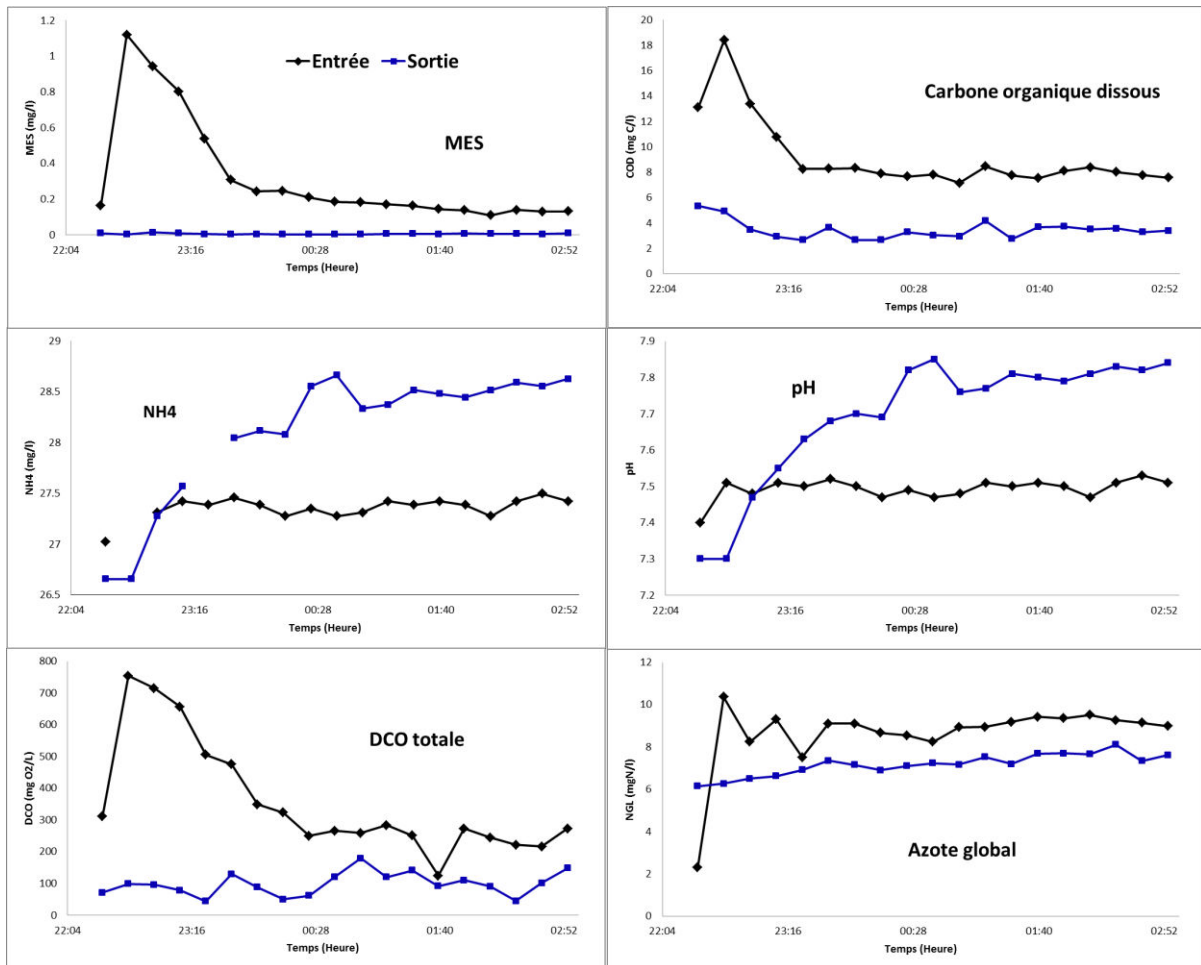 1.2
1
0.8
0.6
0.4
0.2
0
MES (mg/l)
Entrée Sortie
MES
22:04 23:16 00:28 01:40 02:52
Temps (Heure)
20
18
16
14
12
10
8
6
4
2
0
COD (mg C/l)
Carbone organique dissous
22:04 23:16 00:28 01:40 02:52
Temps (Heure)
29
28.5
28
27.5
27
26.5
NH4 (mg/l)
NH4
22:04 23:16 00:28 01:40 02:52
Temps (Heure)
7.9
7.8
7.7
7.6
7.5
7.4
7.3
7.2
pH
pH
22:04 23:16 00:28 01:40 02:52
Temps (Heure)
800
700
600
500
400
300
200
100
0
DCO (mg O2/L)
DCO totale
22:04 23:16 00:28 01:40 02:52
Temps (Heure)
12
10
8
6
4
2
0
NGL (mgN/l)
Azote global
22:04 23:16 00:28 01:40 02:52
Temps (Heure)